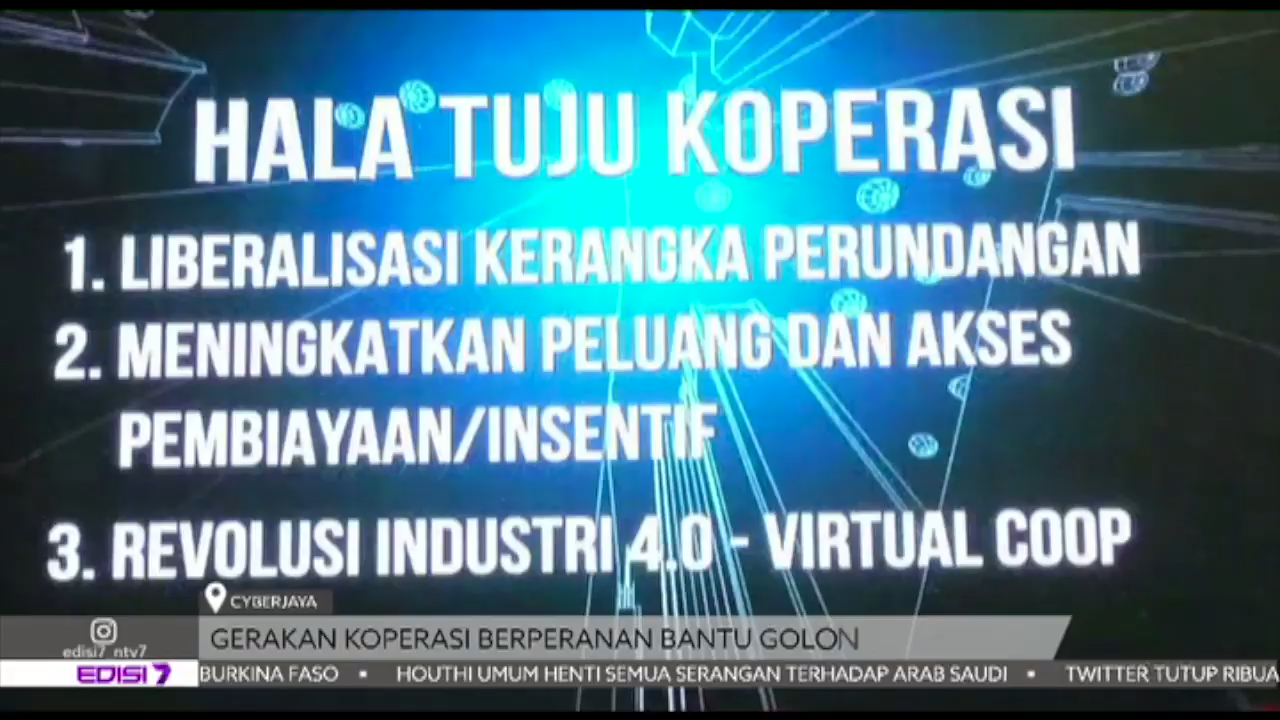 HALA TUJU KOPERASI
1. LIBERALISASI KERANGKA PERUNDANGAN
2. MENINGKATKAN PELUANG DAN AKSES
PEMBIAYAAN/INSENTIF
3. REVOLUSI INDUSTRI 4.0 - VIRTUAL COOP
CYBERJAYA
GERAKAN KOPERASI BERPERANAN BANTU GOLON
edisi7_ntv7
EDISI 7
BURKINA FASO ▪ HOUTHI UMUM HENTI SEMUA SERANGAN TERHADAP ARAB SAUDI ▪ TWITTER TUTUP RIBUA